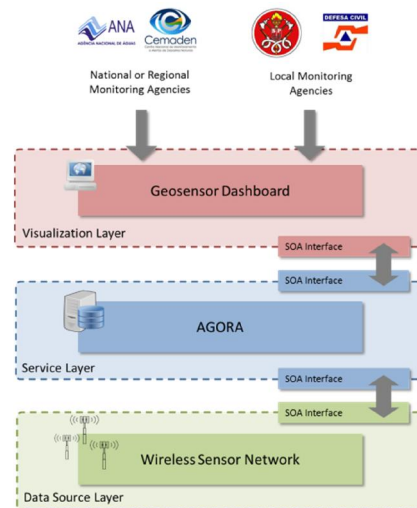 ANA
AGÊNCIA NACIONAL DE ÁGUAS
Cemaden
DEFESA CIVIL
National or Regional
Monitoring Agencies
Local Monitoring
Agencies
Geosensor Dashboard
Visualization Layer
SOA Interface
SOA Interface
AGORA
Service Layer
SOA Interface
SOA Interface
Wireless Sensor Network
Data Source Layer